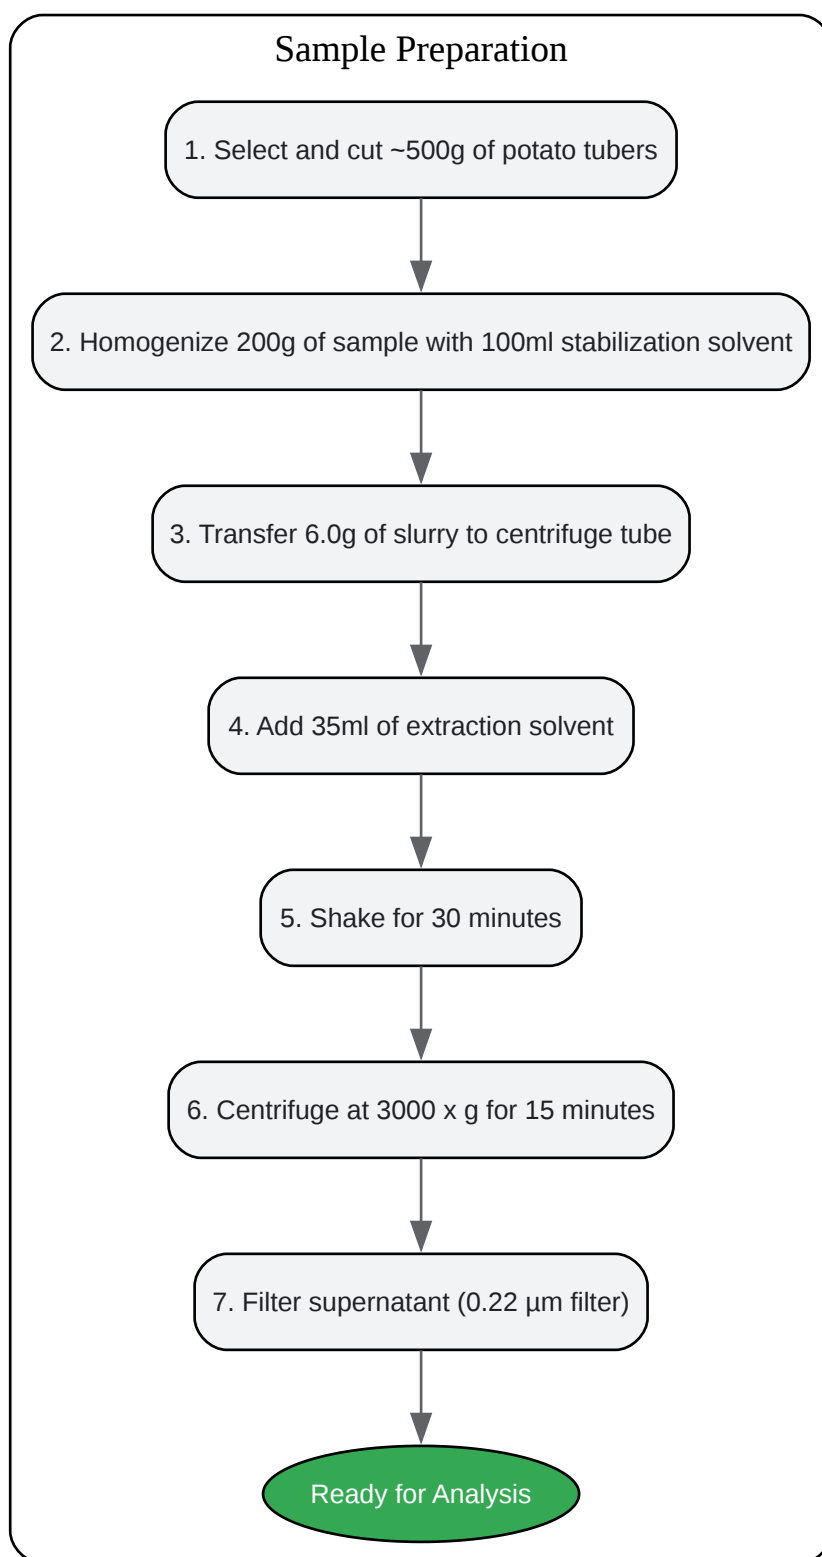 Sample Preparation
1. Select and cut ~500g of potato tubers
2. Homogenize 200g of sample with 100ml stabilization solvent
3. Transfer 6.0g of slurry to centrifuge tube
4. Add 35ml of extraction solvent
5. Shake for 30 minutes
6. Centrifuge at 3000 x g for 15 minutes
7. Filter supernatant (0.22 µm filter)
Ready for Analysis